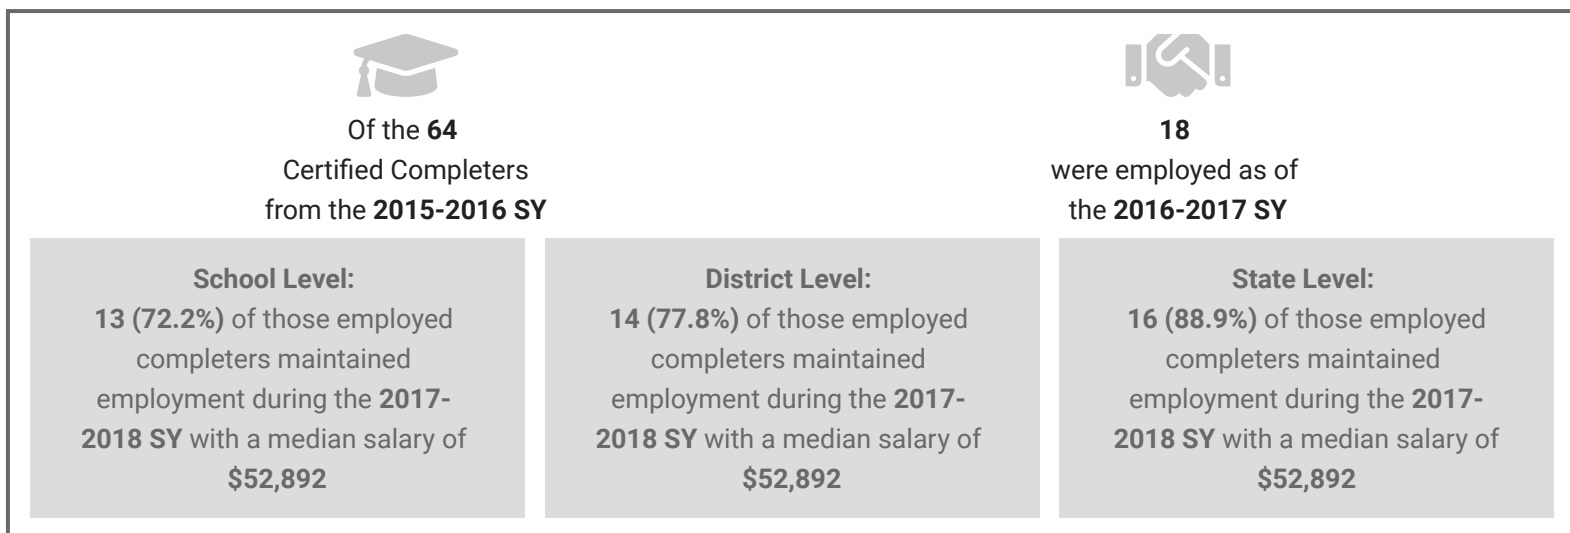 Of the 64
Certified Completers
from the 2015-2016 SY
18
were employed as of
the 2016-2017 SY
School Level:
13 (72.2%) of those employed
completers maintained
employment during the 2017-
2018 SY with a median salary of
$52,892
District Level:
14 (77.8%) of those employed
completers maintained
employment during the 2017-
2018 SY with a median salary of
$52,892
State Level:
16 (88.9%) of those employed
completers maintained
employment during the 2017-
2018 SY with a median salary of
$52,892